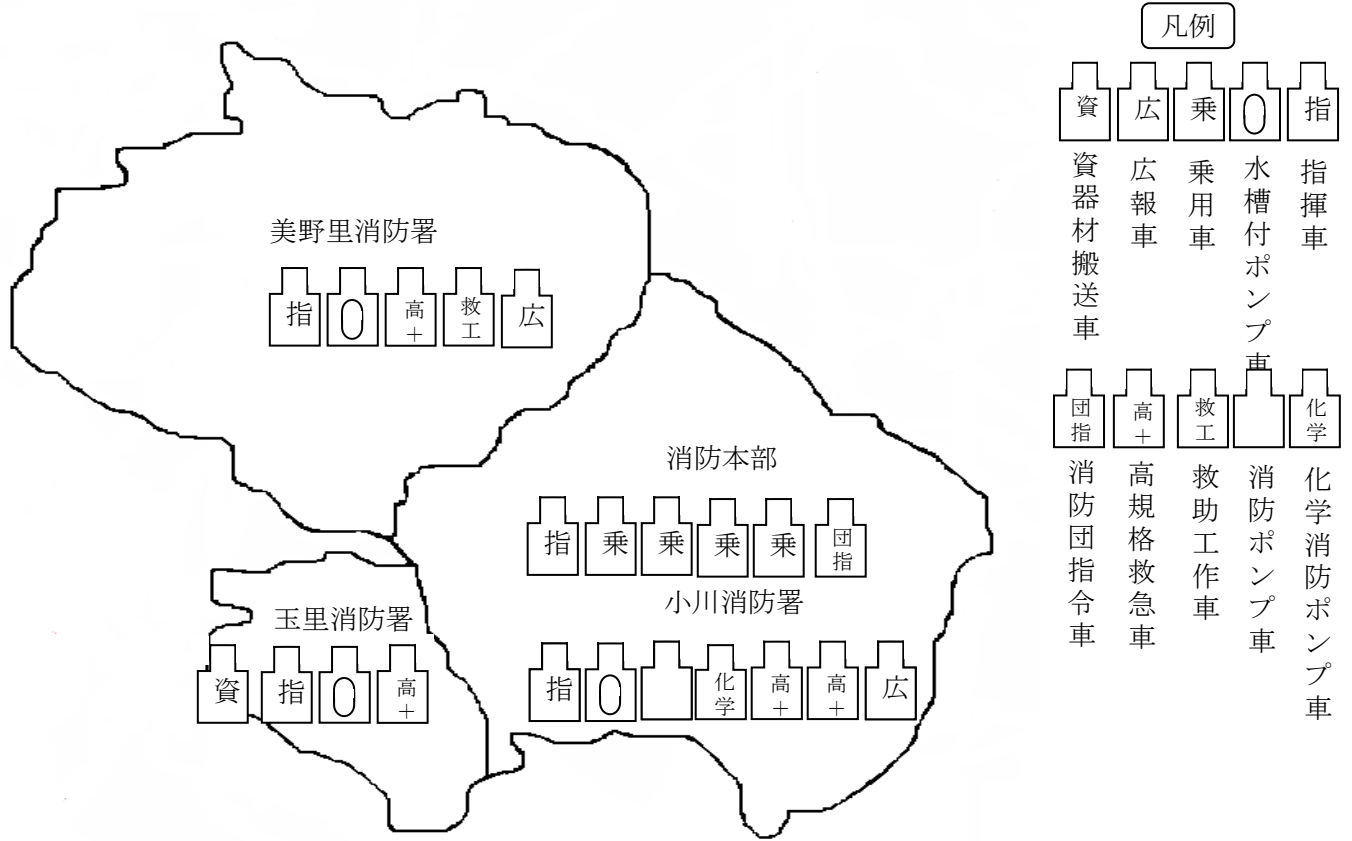 凡例
資 広 乗 0 指
資器材搬送車
広報車
乗用車
水槽付ポンプ車
指揮車
団指 高+ 救工 化学
消防団指令車
高規格救急車
救助工作車
消防ポンプ車
化学消防ポンプ車
美野里消防署
指 0 高+ 救工 広
消防本部
指 乗 乗 乗 乗 団指
小川消防署
指 0 化学 高+ 高+ 広
玉里消防署
資 指 0 高+